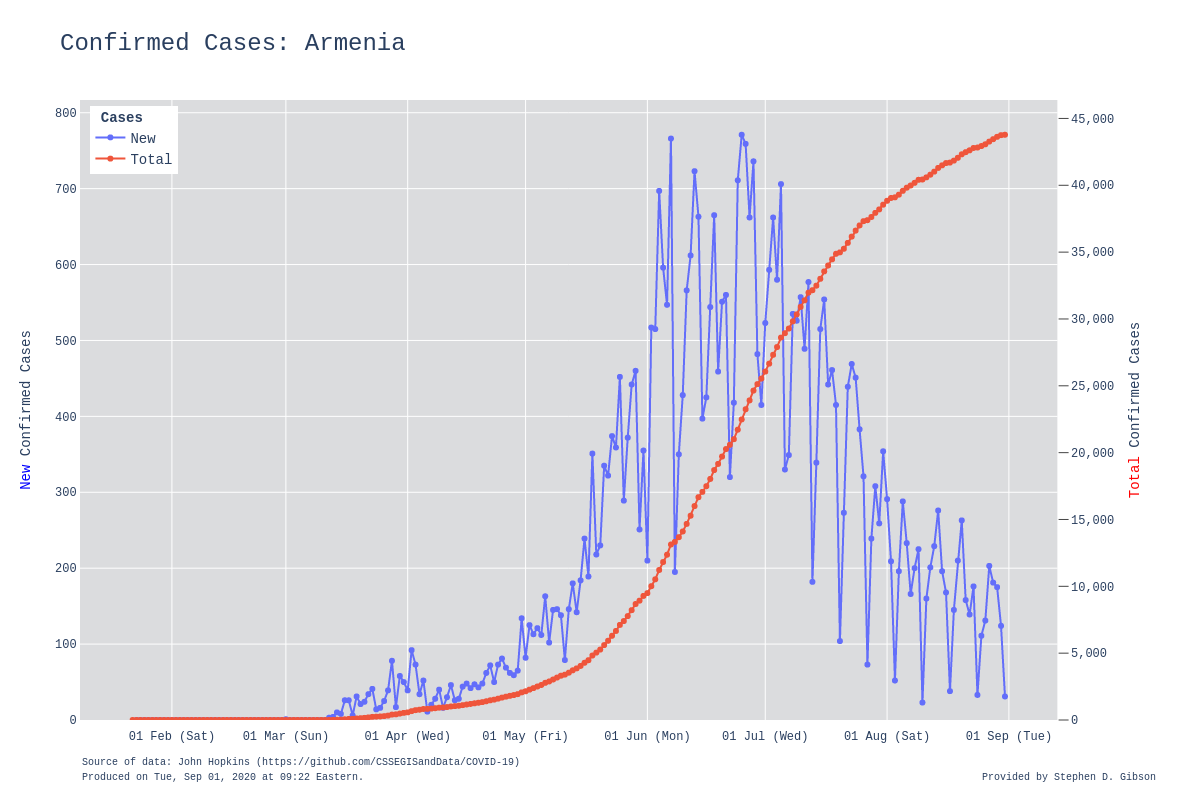 Confirmed Cases: Armenia
Cases
New
Total
800
700
600
500
400
300
200
100
0
45,000
40,000
35,000
30,000
25,000
20,000
15,000
10,000
5,000
0
New Confirmed Cases
Total Confirmed Cases
01 Feb (Sat) 01 Mar (Sun) 01 Apr (Wed) 01 May (Fri) 01 Jun (Mon) 01 Jul (Wed) 01 Aug (Sat) 01 Sep (Tue)
Source of data: John Hopkins (https://github.com/CSSEGISandData/COVID-19)
Produced on Tue, Sep 01, 2020 at 09:22 Eastern.
Provided by Stephen D. Gibson